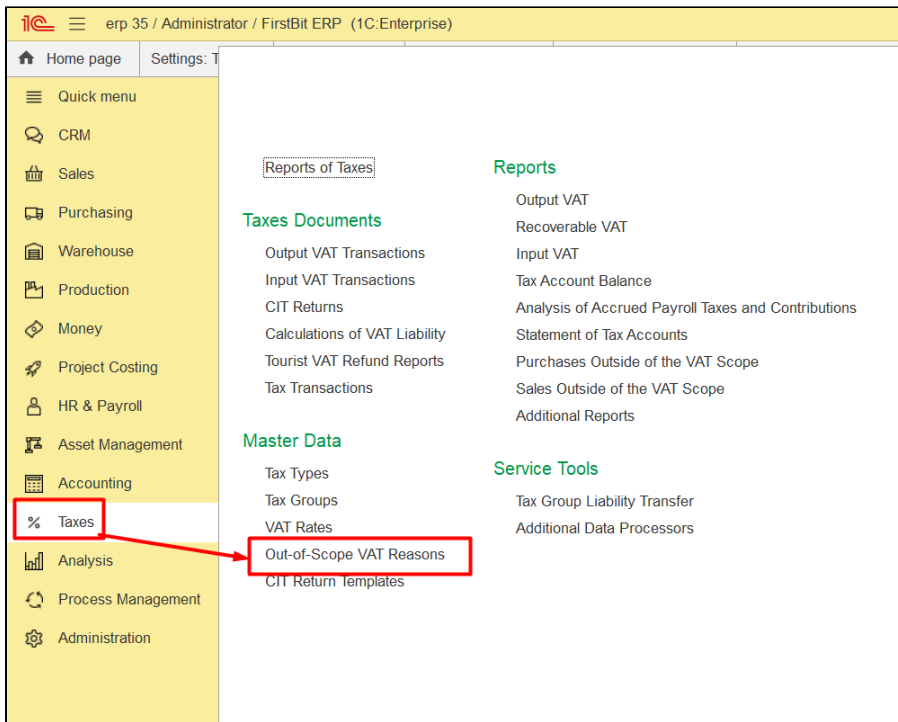 1C erp 35 / Administrator / FirstBit ERP (1C:Enterprise)
Home page Settings: T
Quick menu
CRM
Sales
Purchasing
Warehouse
Production
Money
Project Costing
HR & Payroll
Asset Management
Accounting
Taxes
Analysis
Process Management
Administration
Reports of Taxes
Taxes Documents
Output VAT Transactions
Input VAT Transactions
CIT Returns
Calculations of VAT Liability
Tourist VAT Refund Reports
Tax Transactions
Master Data
Tax Types
Tax Groups
VAT Rates
Out-of-Scope VAT Reasons
CIT Return Templates
Reports
Output VAT
Recoverable VAT
Input VAT
Tax Account Balance
Analysis of Accrued Payroll Taxes and Contributions
Statement of Tax Accounts
Purchases Outside of the VAT Scope
Sales Outside of the VAT Scope
Additional Reports
Service Tools
Tax Group Liability Transfer
Additional Data Processors